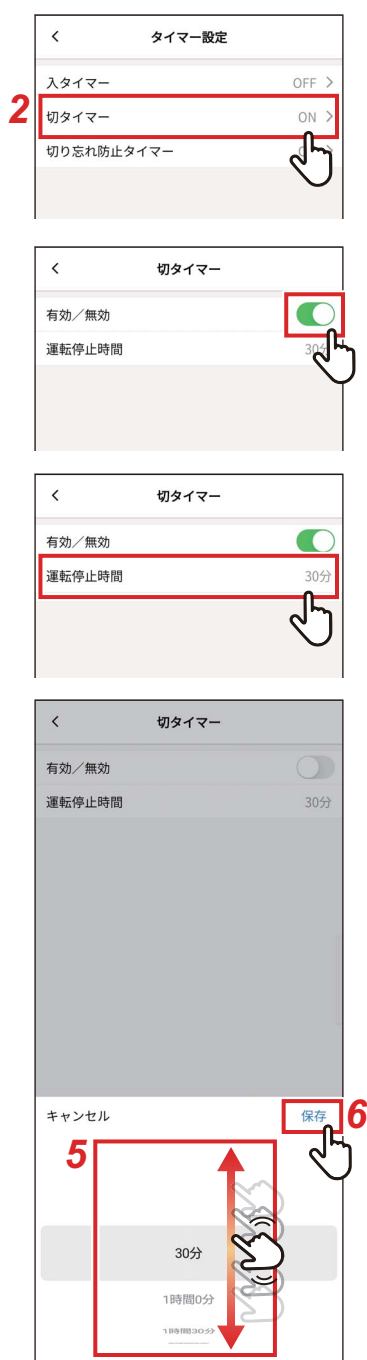 < タイマー設定
入タイマー OFF >
2 切タイマー ON >
切り忘れ防止タイマー
< 切タイマー
有効／無効
運転停止時間 30分
< 切タイマー
有効／無効
運転停止時間 30分
< 切タイマー
有効／無効
運転停止時間 30分
キャンセル 保存 6
5
30分
1時間0分
1時間30分